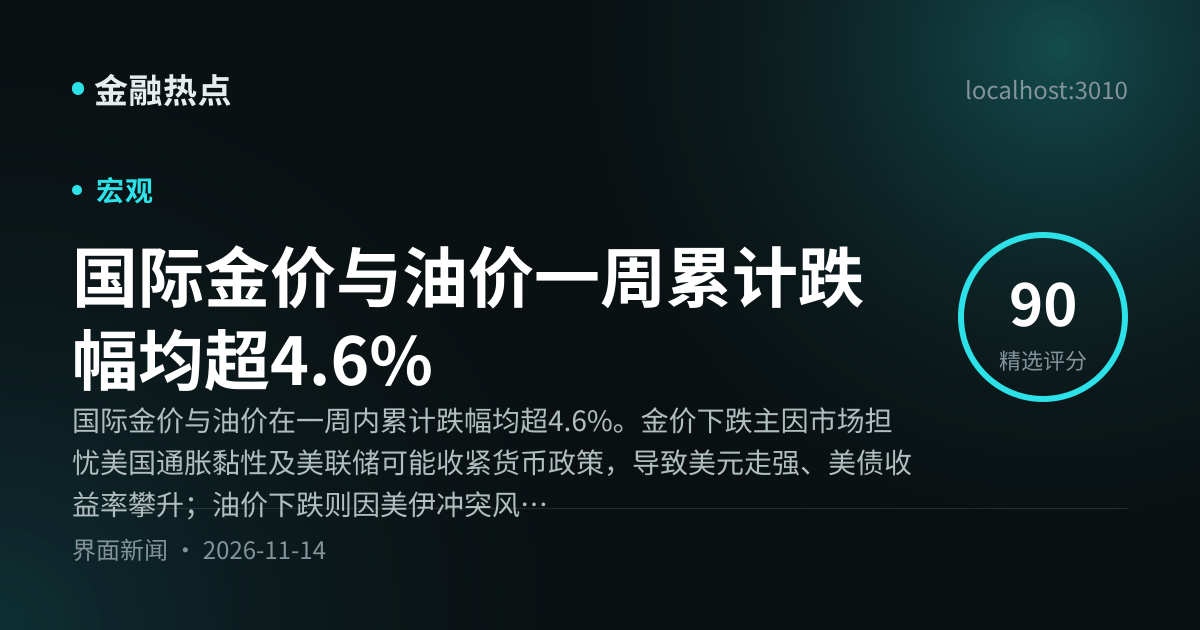 金融热点
localhost:3010
宏观
国际金价与油价一周累计跌
幅均超4.6%
90
精选评分
国际金价与油价在一周内累计跌幅均超4.6%。金价下跌主因市场担
忧美国通胀黏性及美联储可能收紧货币政策，导致美元走强、美债收
益率攀升；油价下跌则因美伊冲突风…
界面新闻 • 2026-11-14